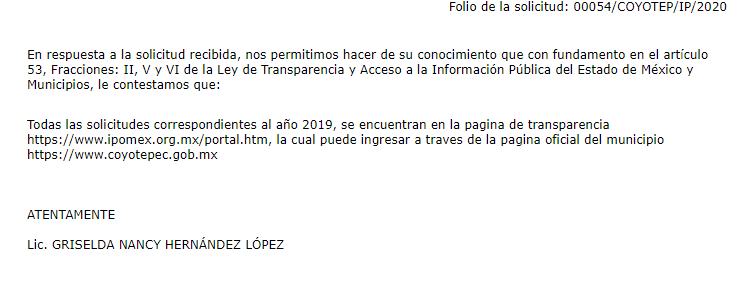 Folio de la solicitud: 00054/COYOTEP/IP/2020
En respuesta a la solicitud recibida, nos permitimos hacer de su conocimiento que con fundamento en el artículo
53, Fracciones: II, V y VI de la Ley de Transparencia y Acceso a la Información Pública del Estado de México y
Municipios, le contestamos que:
Todas las solicitudes correspondientes al año 2019, se encuentran en la pagina de transparencia
https://www.ipomex.org.mx/portal.htm, la cual puede ingresar a traves de la pagina oficial del municipio
https://www.coyotepec.gob.mx
ATENTAMENTE
Lic. GRISELDA NANCY HERNÁNDEZ LÓPEZ